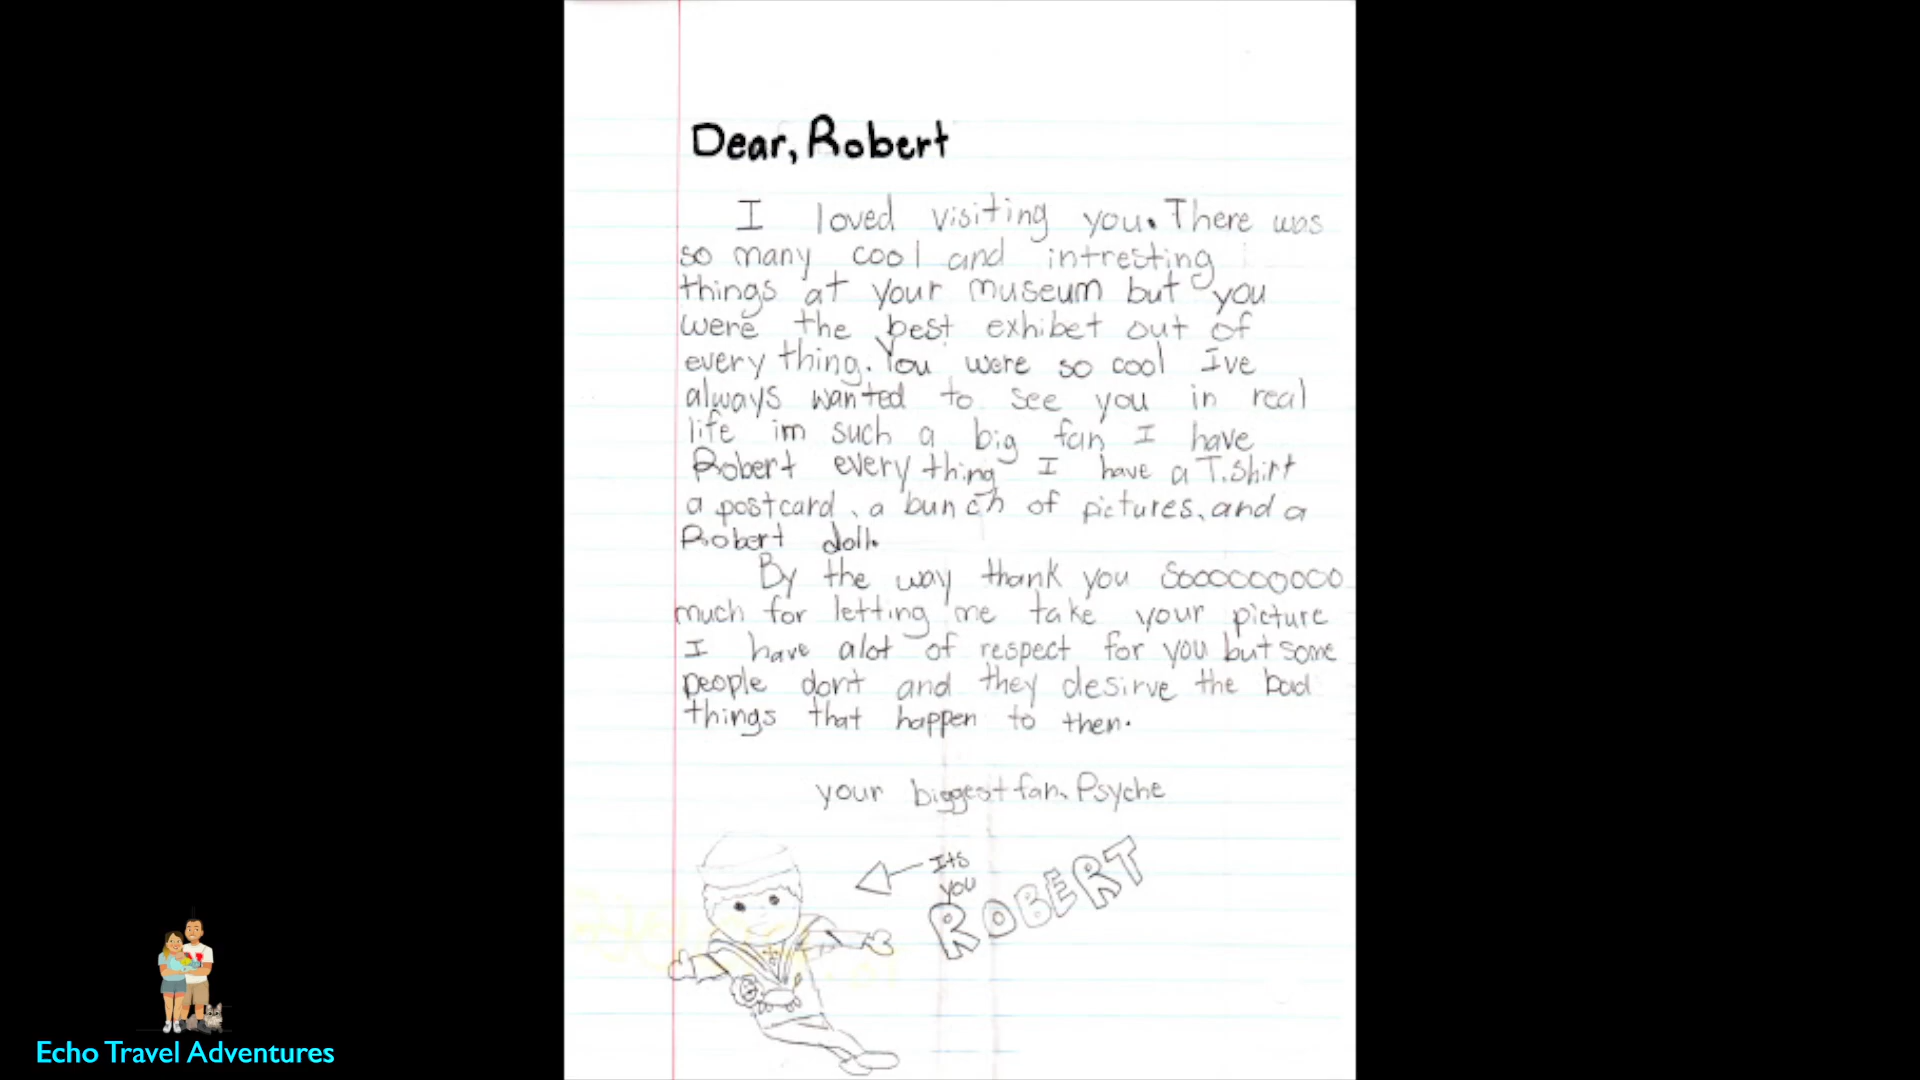 Dear, Robert
I loved visiting you. There was
so many cool and intresting
things at your museum but you
were the best exhibet out of
every thing. You were so cool Ive
always wanted to see you in real
life im such a big fan I have
Robert every thing I have a T.Shirt
a postcard, a bunch of pictures, and a
Robert doll.
By the way thank you Sooooooooo
much for letting me take your picture
I have alot of respect for you but some
people don't and they desirve the bad
things that happen to them.
your biggest fan, Psyche
Its
you
ROBERT
Echo Travel Adventures